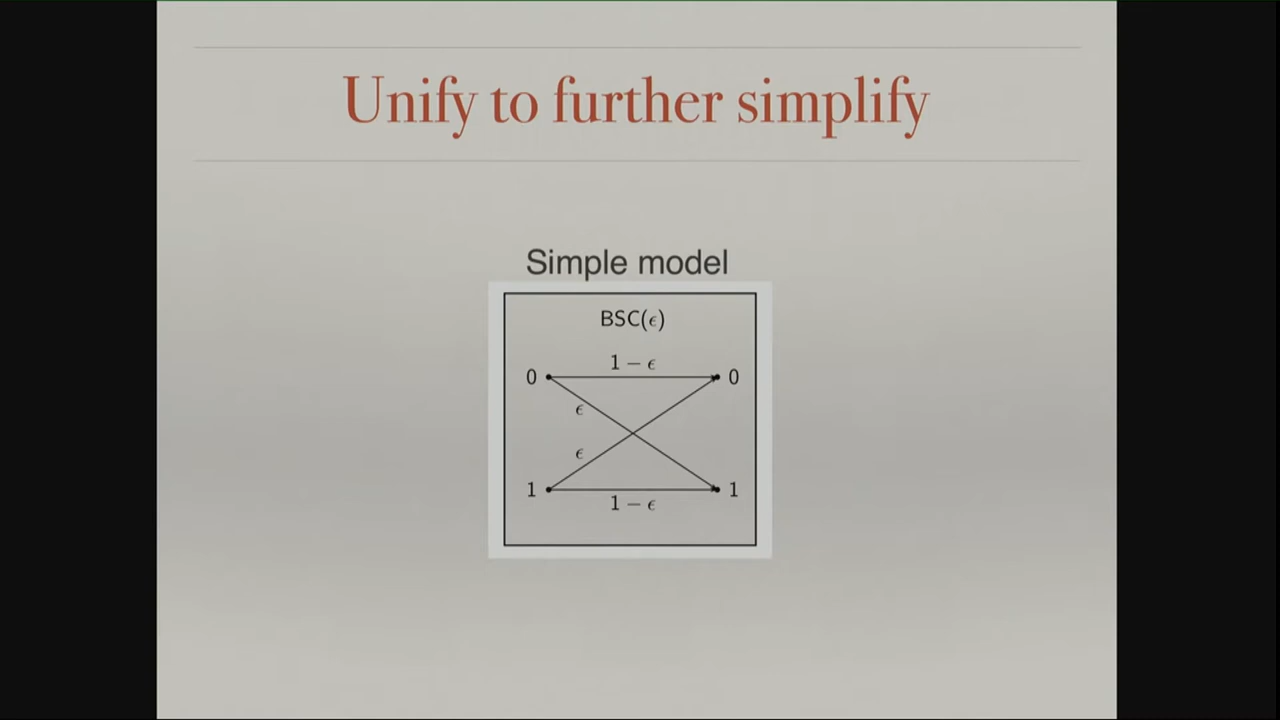 Unify to further simplify
Simple model
BSC(ϵ)
1 − ϵ
0 0
ϵ
ϵ
1 1
1 − ϵ